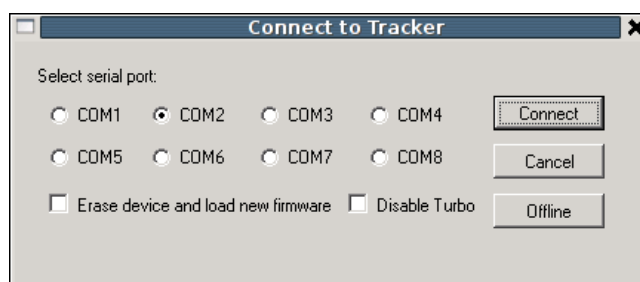 Connect to Tracker
Select serial port:
COM1 COM2 COM3 COM4 Connect
COM5 COM6 COM7 COM8 Cancel
Erase device and load new firmware Disable Turbo Offline